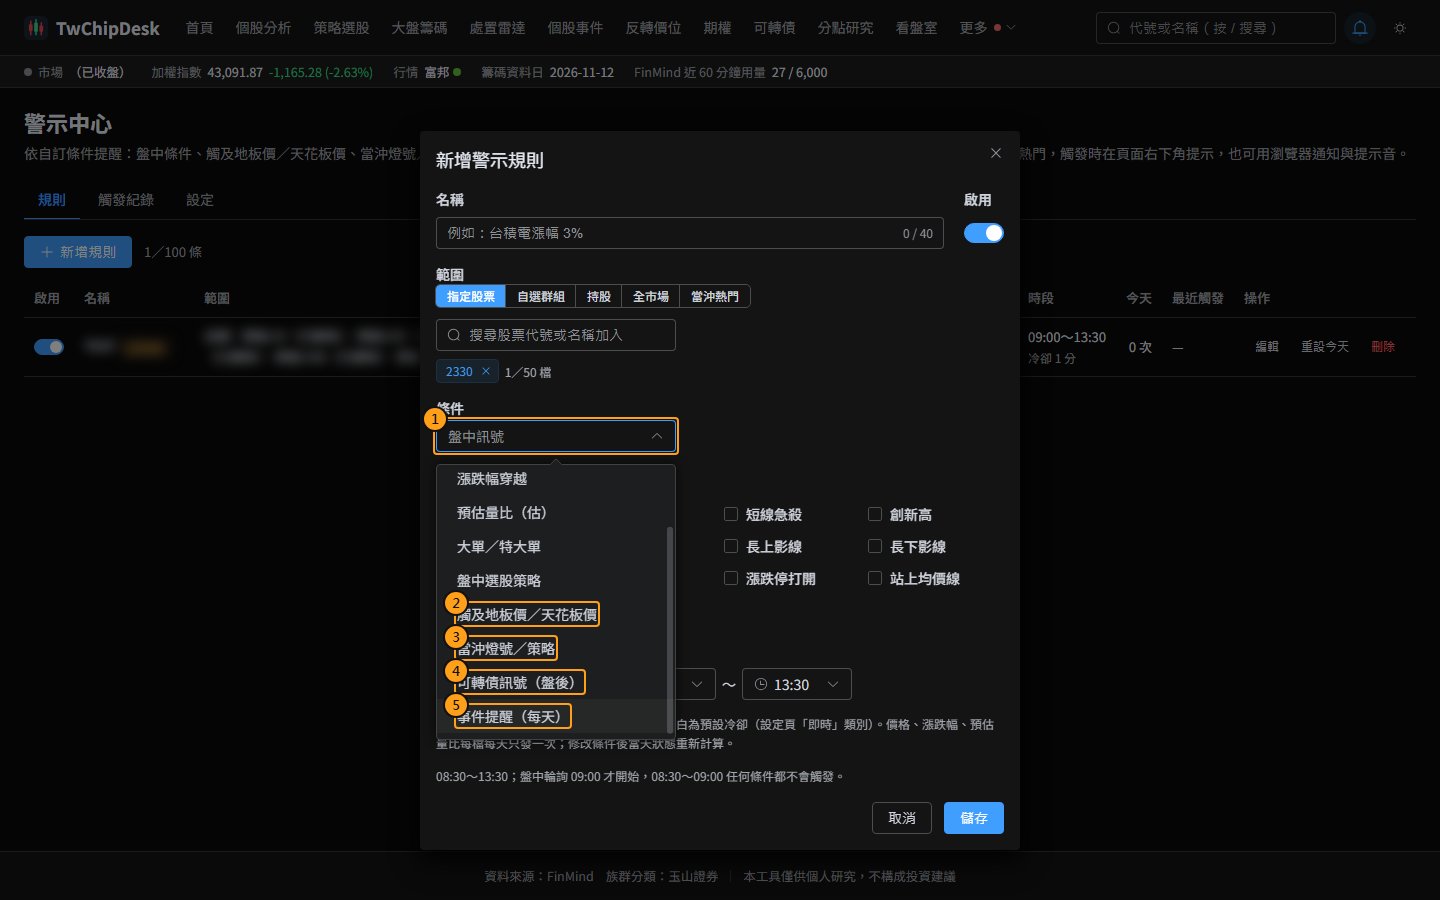 TwChipDesk 首頁 個股分析 策略選股 大盤籌碼 處置雷達 個股事件 反轉價位 期權 可轉債 分點研究 看盤室 更多 代號或名稱（按 / 搜尋）
市場 （已收盤） 加權指數 43,091.87 -1,165.28 (-2.63%) 行情 富邦 籌碼資料日 2026-11-12 FinMind 近 60 分鐘用量 27 / 6,000
警示中心
依自訂條件提醒：盤中條件、觸及地板價／天花板價、當沖燈號 熱門，觸發時在頁面右下角提示，也可用瀏覽器通知與提示音。
規則 觸發紀錄 設定
新增規則 1／100 條
啟用 名稱 範圍 時段 今天 最近觸發 操作
09:00～13:30 0 次 — 編輯 重設今天 刪除
冷卻 1 分
新增警示規則
名稱 啟用
例如：台積電漲幅 3% 0 / 40
範圍
指定股票 自選群組 持股 全市場 當沖熱門
搜尋股票代號或名稱加入
2330 1／50 檔
條件
1
盤中訊號
漲跌幅穿越
預估量比（估）
大單／特大單
盤中選股策略
2 觸及地板價／天花板價
3 當沖燈號／策略
4 可轉債訊號（盤後）
5 事件提醒（每天）
短線急殺 創新高
長上影線 長下影線
漲跌停打開 站上均價線
～ 13:30
白為預設冷卻（設定頁「即時」類別）。價格、漲跌幅、預估
量比每檔每天只發一次；修改條件後當天狀態重新計算。
08:30～13:30；盤中輪詢 09:00 才開始，08:30～09:00 任何條件都不會觸發。
取消 儲存
資料來源：FinMind 族群分類：玉山證券 本工具僅供個人研究，不構成投資建議